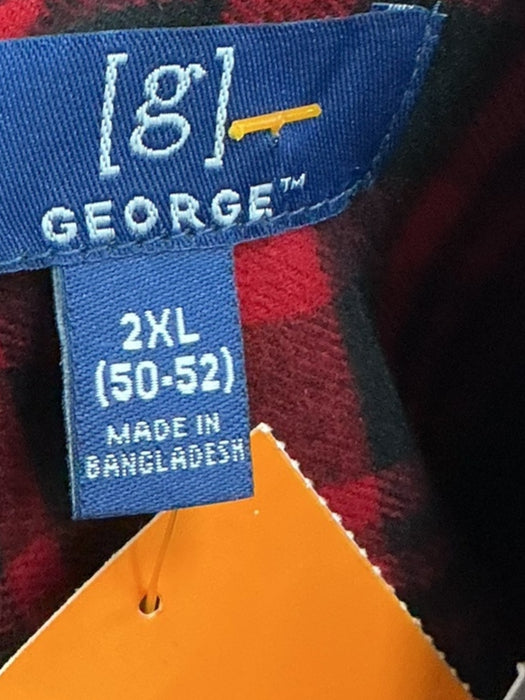 [g]
GEORGE™
2XL
(50-52)
MADE IN
BANGLADESH